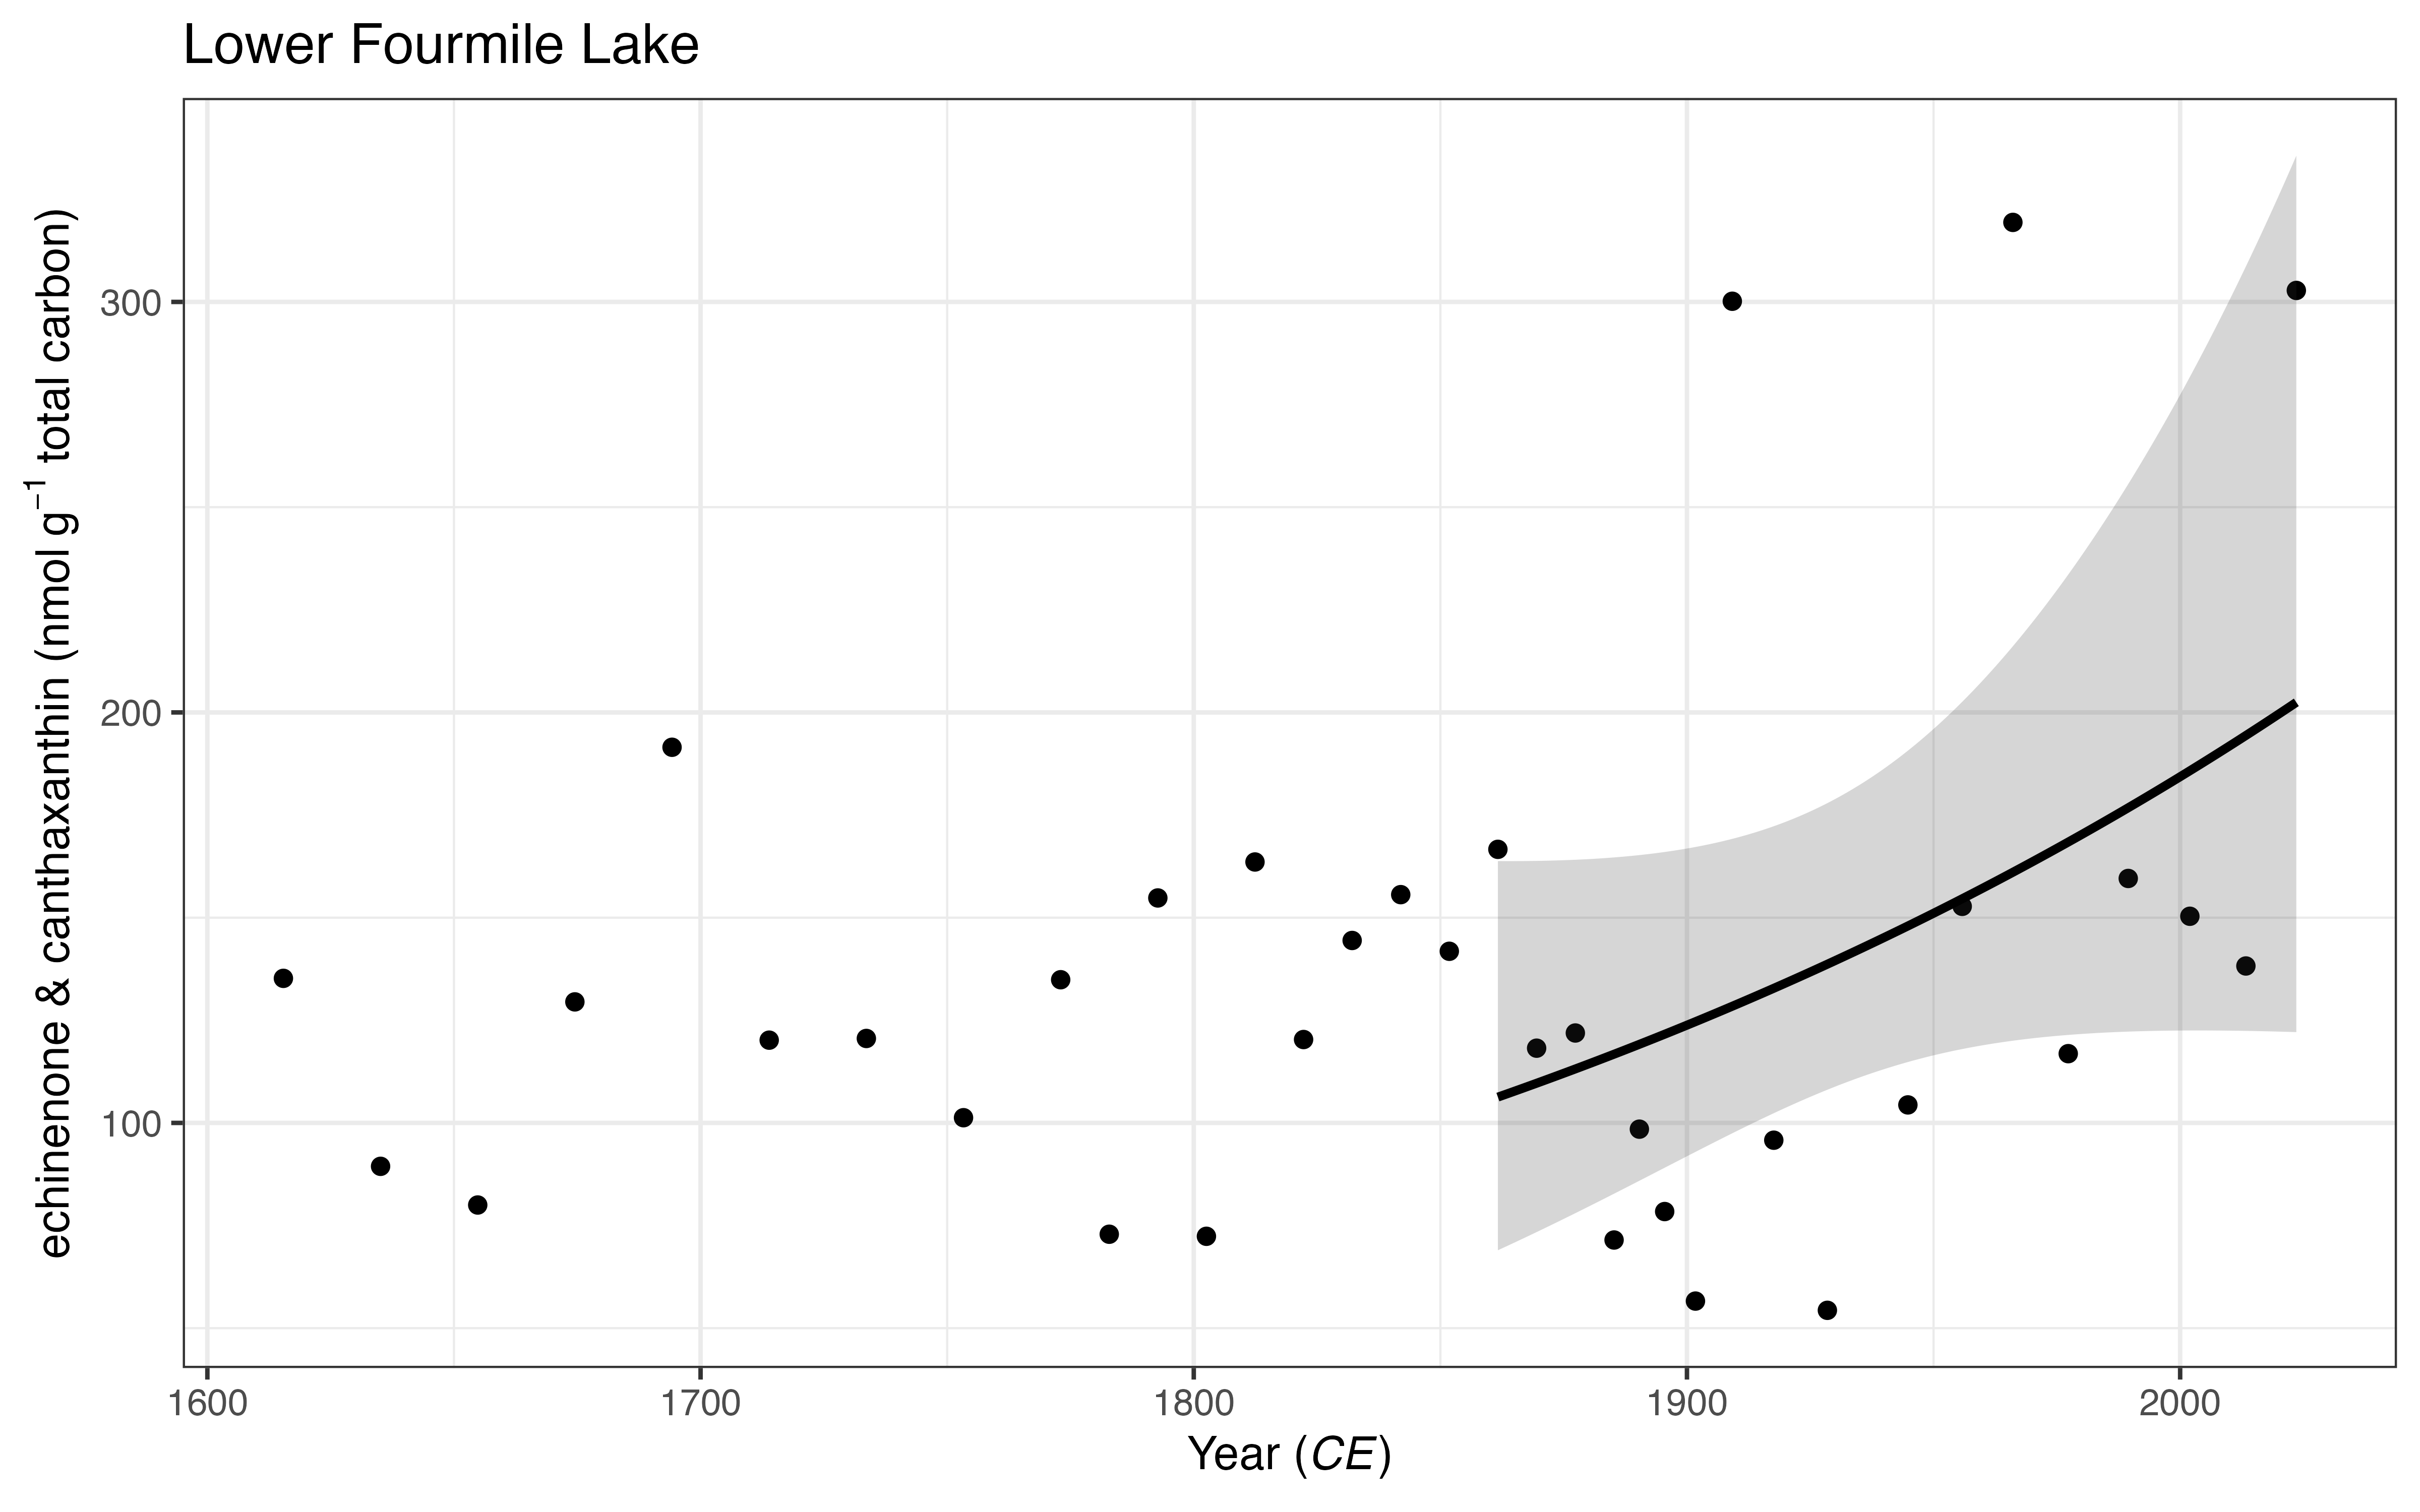 Lower Fourmile Lake
echinenone & canthaxanthin (nmol g⁻¹ total carbon)
300
200
100
1600 1700 1800 1900 2000
Year (CE)